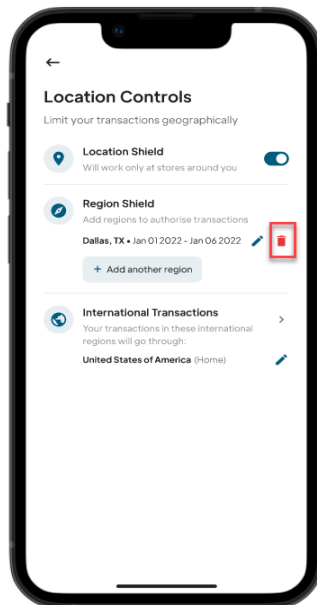 Location Controls
Limit your transactions geographically
Location Shield
Will work only at stores around you
Region Shield
Add regions to authorise transactions
Dallas, TX • Jan 01 2022 - Jan 06 2022
+ Add another region
International Transactions
Your transactions in these international
regions will go through:
United States of America (Home)